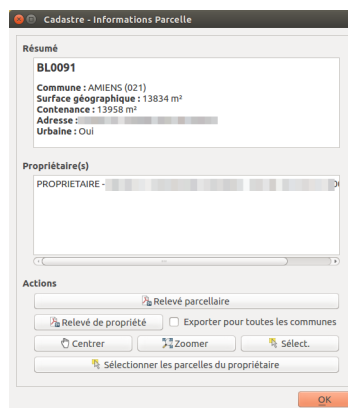 Cadastre - Informations Parcelle
Résumé
BL0091
Commune : AMIENS (021)
Surface géographique : 13834 m²
Contenance : 13958 m²
Adresse :
Urbaine : Oui
Propriétaire(s)
PROPRIETAIRE -
Actions
Relevé parcellaire
Relevé de propriété Exporter pour toutes les communes
Centrer Zoomer Sélect.
Sélectionner les parcelles du propriétaire
OK